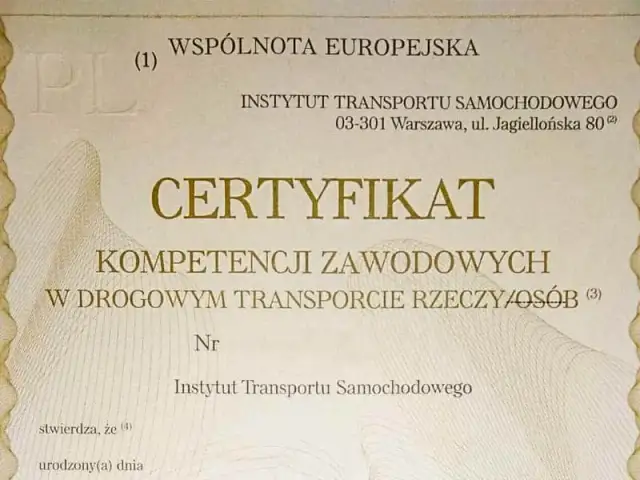 PL
(1) WSPÓLNOTA EUROPEJSKA
INSTYTUT TRANSPORTU SAMOCHODOWEGO
03-301 Warszawa, ul. Jagiellońska 80 (2)
CERTYFIKAT
KOMPETENCJI ZAWODOWYCH
W DROGOWYM TRANSPORCIE RZECZY/OSÓB (3)
Nr
Instytut Transportu Samochodowego
stwierdza, że (4)
urodzony(a) dnia